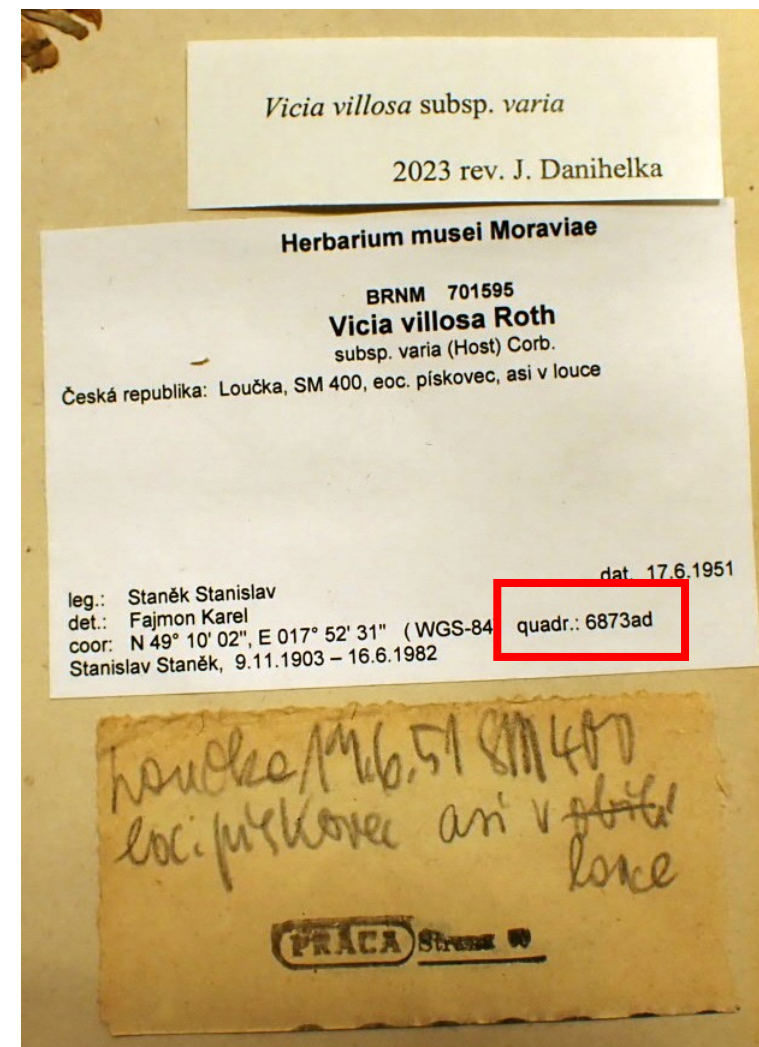 Vicia villosa subsp. varia
2023 rev. J. Danihelka
Herbarium musei Moraviae
BRNM 701595
Vicia villosa Roth
subsp. varia (Host) Corb.
Česká republika: Loučka, SM 400, eoc. pískovec, asi v louce
dat. 17.6.1951
leg.: Staněk Stanislav
det.: Fajmon Karel
coor: N 49° 10' 02", E 017° 52' 31" (WGS-84 quadr.: 6873ad
Stanislav Staněk, 9.11.1903 – 16.6.1982
Loučka 17.6.51 SM 400
eoc. pískovec asi v obilí
louce
PRÁCA Strana